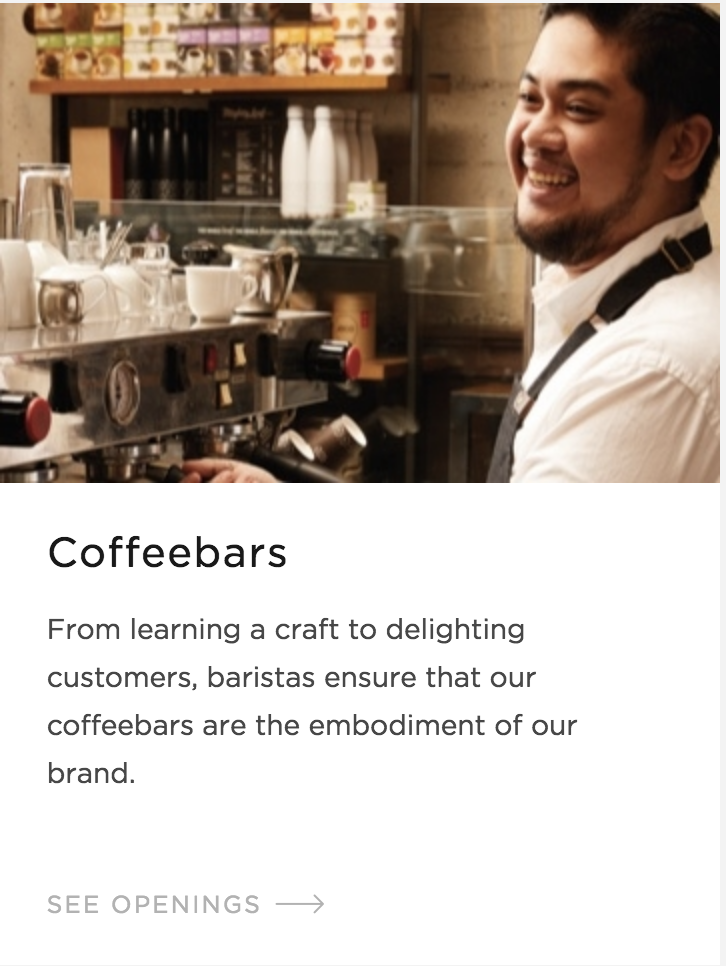 Coffeebars
From learning a craft to delighting
customers, baristas ensure that our
coffeebars are the embodiment of our
brand.
SEE OPENINGS